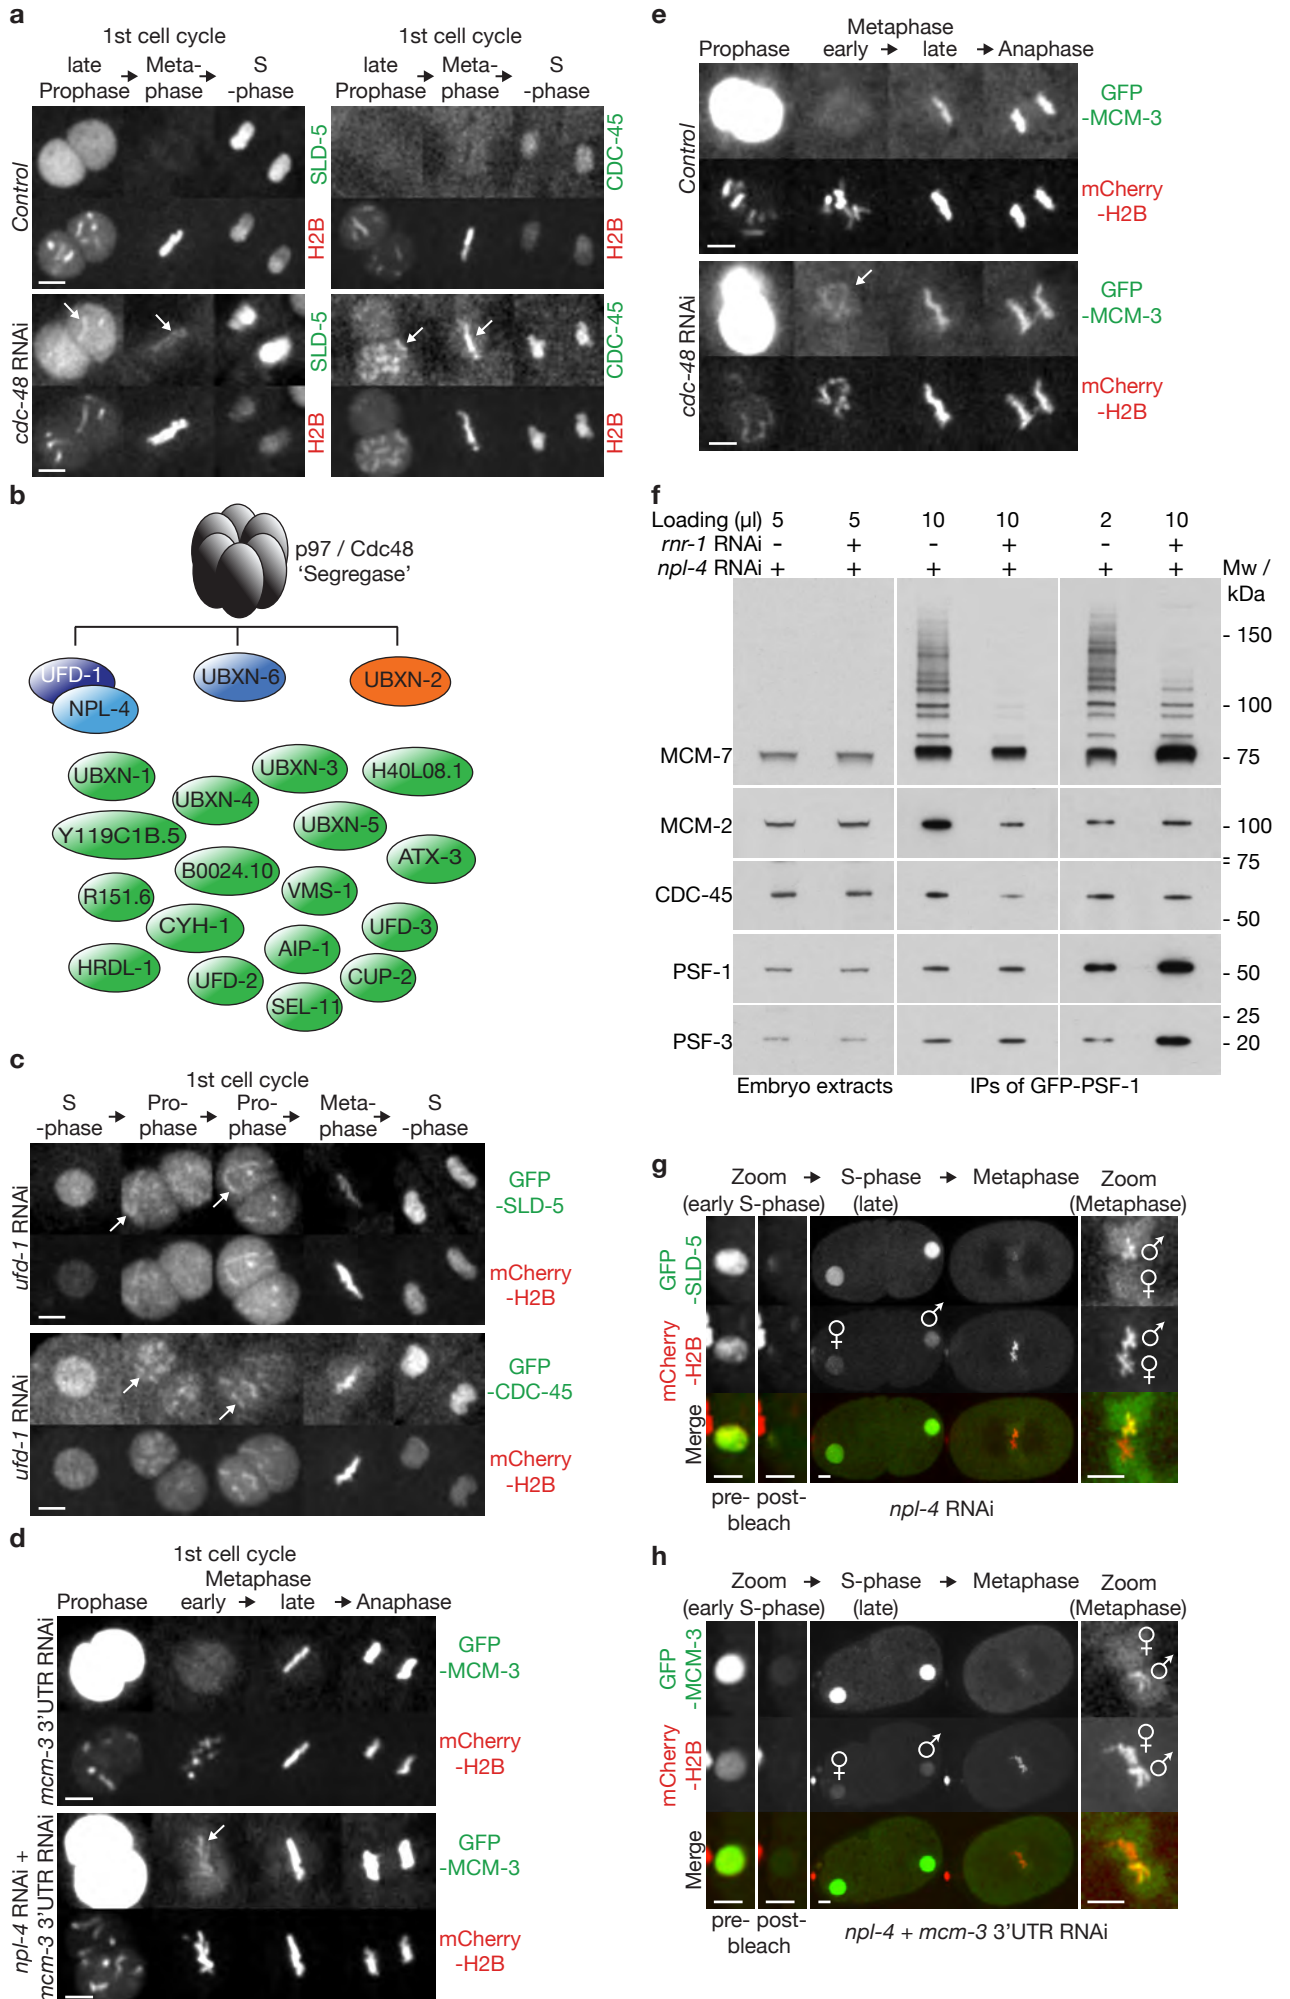 a
1st cell cycle
late Prophase → Meta-phase → S-phase
1st cell cycle
late Prophase → Meta-phase → S-phase
Control
SLD-5
H2B
CDC-45
H2B
cdc-48 RNAi
SLD-5
H2B
CDC-45
H2B
b
p97 / Cdc48
'Segregase'
UFD-1
NPL-4
UBXN-6
UBXN-2
UBXN-1
UBXN-3
H40L08.1
UBXN-4
Y119C1B.5
UBXN-5
ATX-3
B0024.10
R151.6
VMS-1
CYH-1
UFD-3
AIP-1
HRDL-1
UFD-2
CUP-2
SEL-11
c
1st cell cycle
S-phase → Pro-phase → Pro-phase → Meta-phase → S-phase
ufd-1 RNAi
GFP
-SLD-5
mCherry
-H2B
ufd-1 RNAi
GFP
-CDC-45
mCherry
-H2B
d
1st cell cycle
Metaphase
Prophase early → late → Anaphase
mcm-3 3'UTR RNAi
GFP
-MCM-3
mCherry
-H2B
npl-4 RNAi +
mcm-3 3'UTR RNAi
GFP
-MCM-3
mCherry
-H2B
e
Metaphase
Prophase early → late → Anaphase
Control
GFP
-MCM-3
mCherry
-H2B
cdc-48 RNAi
GFP
-MCM-3
mCherry
-H2B
f
Loading (µl) 5 5 10 10 2 10
rnr-1 RNAi - + - + - +
npl-4 RNAi + + + + + +
Mw /
kDa
- 150
- 100
MCM-7
- 75
MCM-2
- 100
- 75
CDC-45
- 50
PSF-1
- 50
- 25
PSF-3
- 20
Embryo extracts
IPs of GFP-PSF-1
g
Zoom → S-phase → Metaphase Zoom
(early S-phase) (late) (Metaphase)
GFP
-SLD-5
♂
♀
mCherry
-H2B
♀ ♂
♂
♀
Merge
pre- post-
bleach
npl-4 RNAi
h
Zoom → S-phase → Metaphase Zoom
(early S-phase) (late) (Metaphase)
GFP
-MCM-3
♀
♂
mCherry
-H2B
♀ ♂
♀
♂
Merge
pre- post-
bleach
npl-4 + mcm-3 3'UTR RNAi